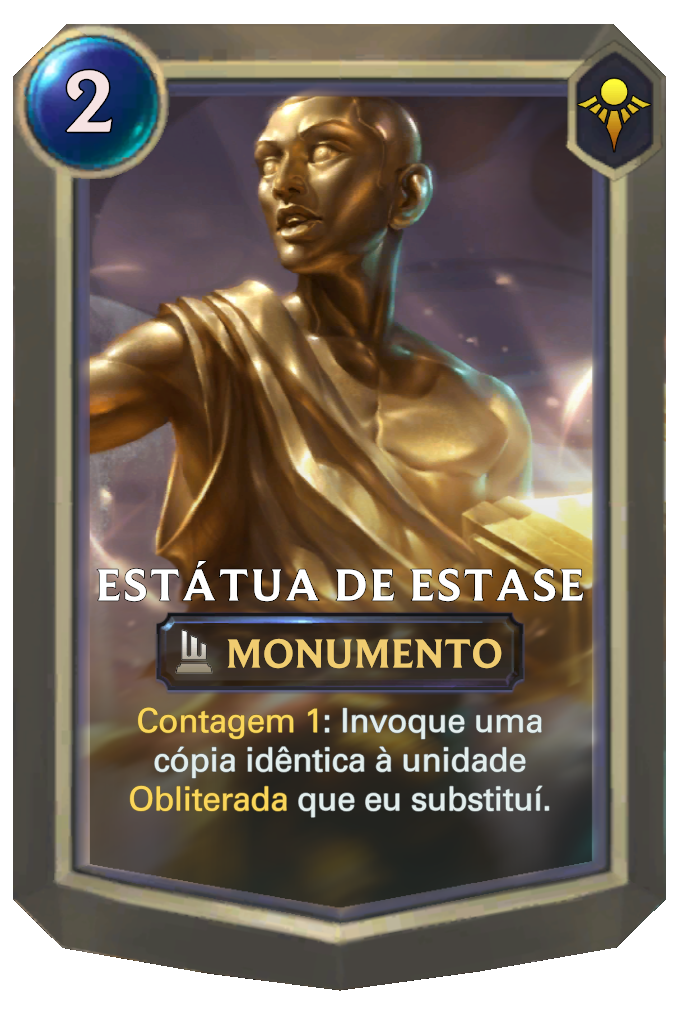 2
ESTÁTUA DE ESTASE
MONUMENTO
Contagem 1: Invoque uma
cópia idêntica à unidade
Obliterada que eu substituí.